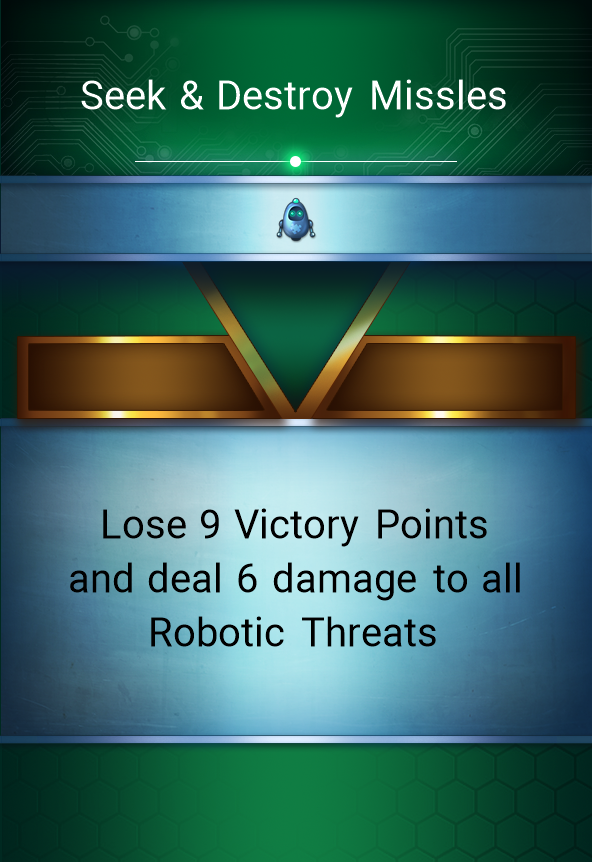 Seek & Destroy Missles
Lose 9 Victory Points
and deal 6 damage to all
Robotic Threats